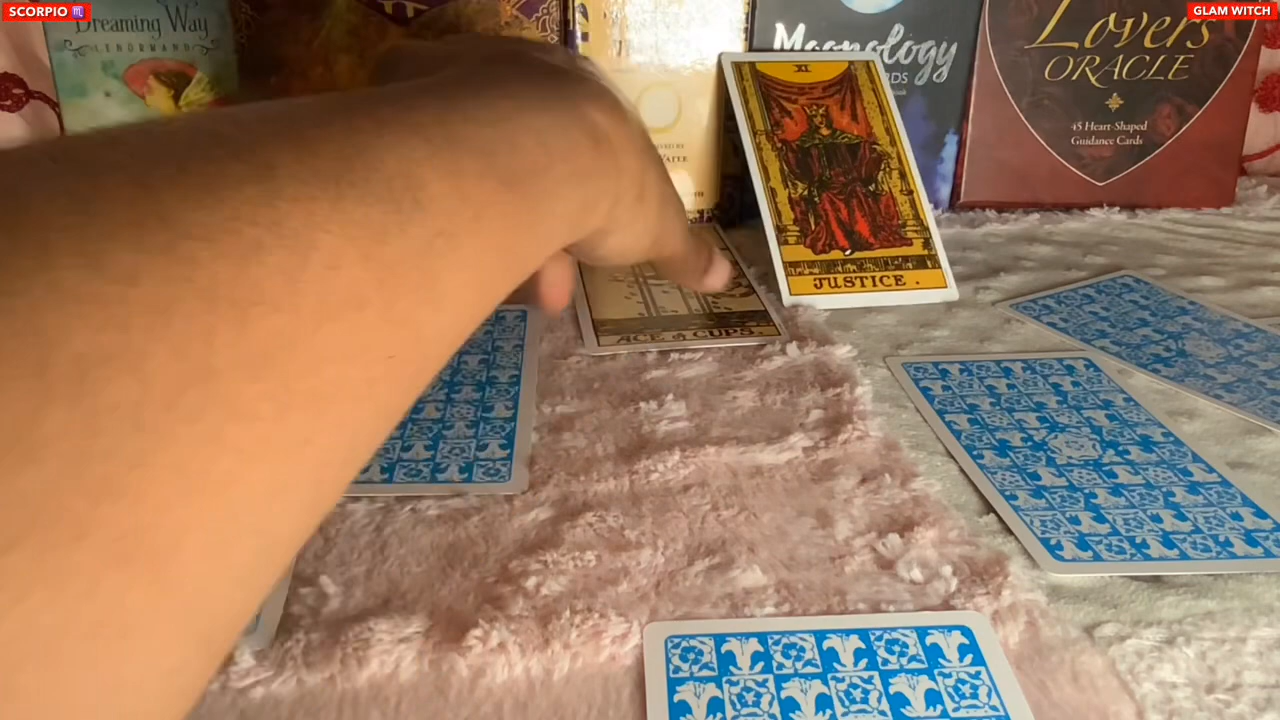 SCORPIO ♏
GLAM WITCH
Dreaming Way
LENORMAND
Moonology
Lovers
ORACLE
45 Heart-Shaped
Guidance Cards
XI
JUSTICE.
ACE of CUPS.